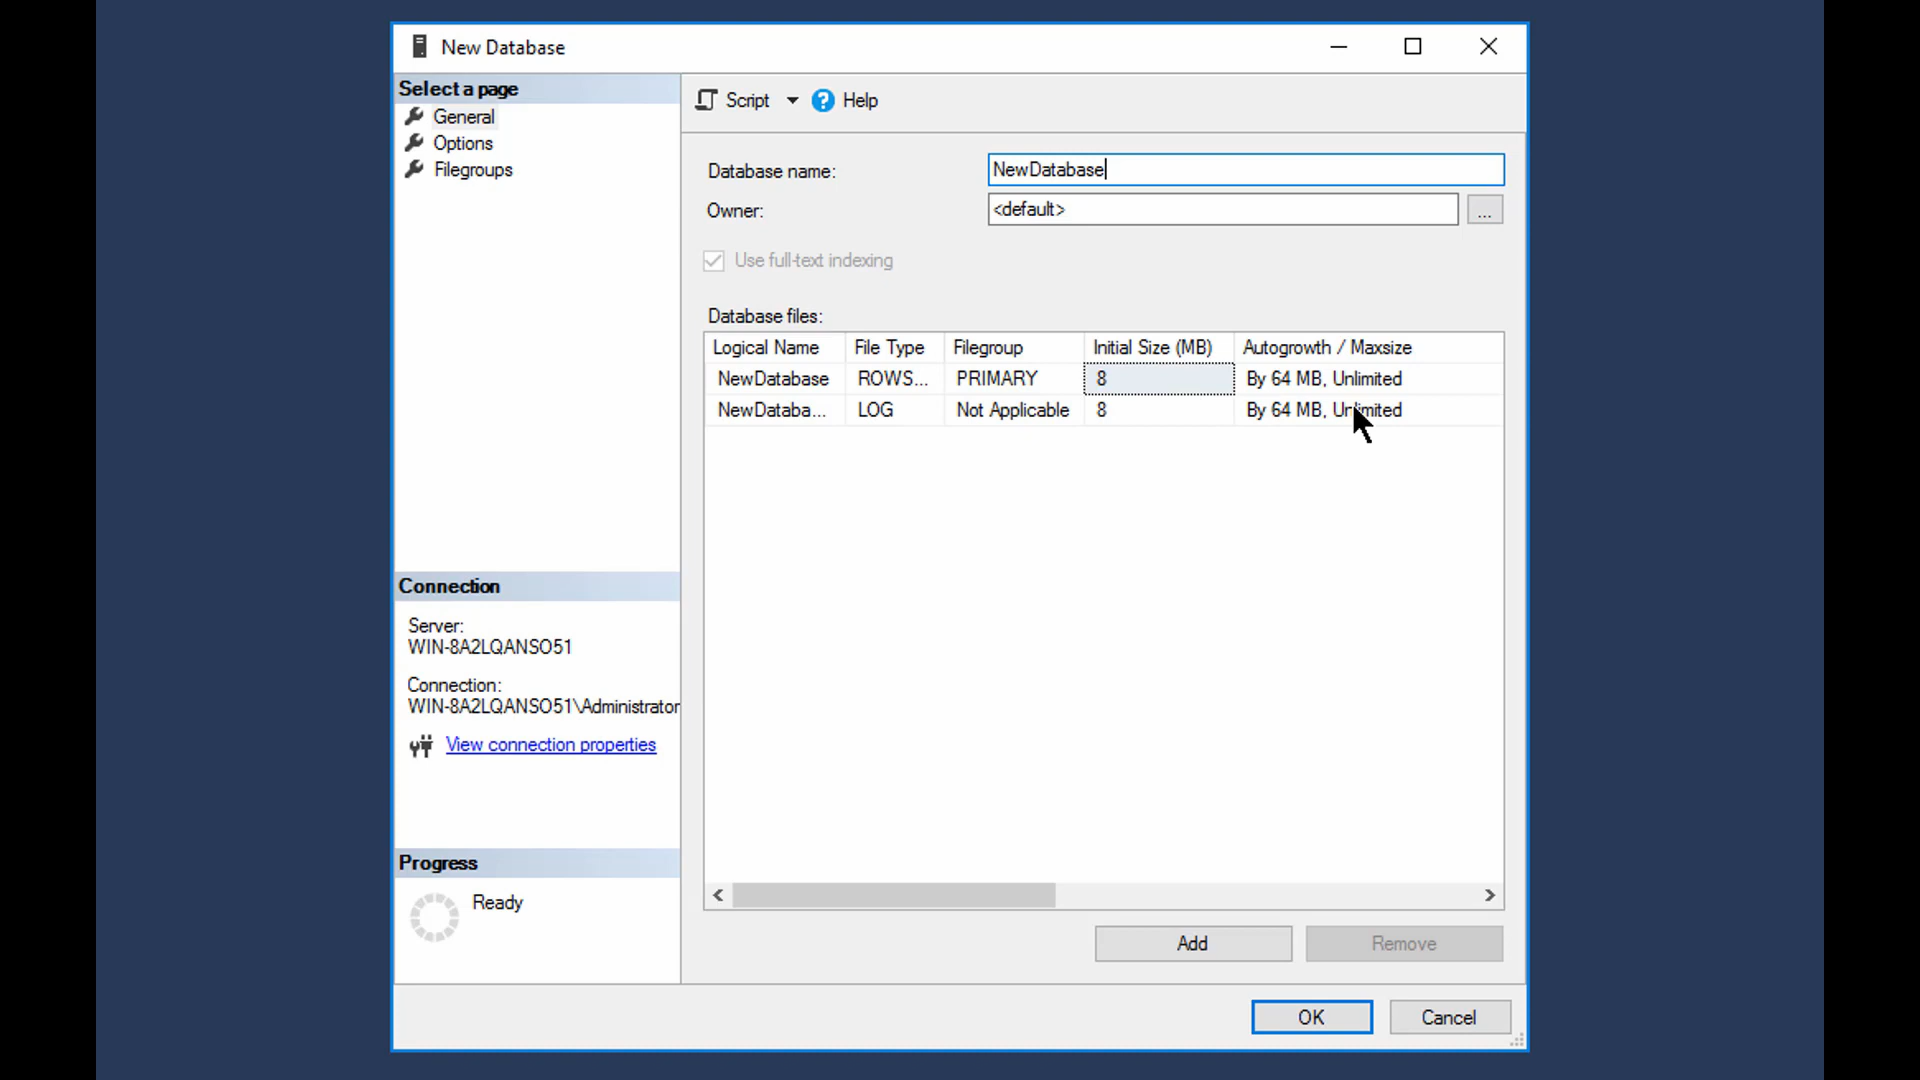 New Database
Select a page
General
Options
Filegroups
Script
Help
Database name:
NewDatabase
Owner:
<default>
...
Use full-text indexing
Database files:
Logical Name File Type Filegroup Initial Size (MB) Autogrowth / Maxsize
NewDatabase ROWS... PRIMARY 8 By 64 MB, Unlimited
NewDataba... LOG Not Applicable 8 By 64 MB, Unlimited
Connection
Server:
WIN-8A2LQANSO51
Connection:
WIN-8A2LQANSO51\Administrator
View connection properties
Progress
Ready
Add
Remove
OK
Cancel